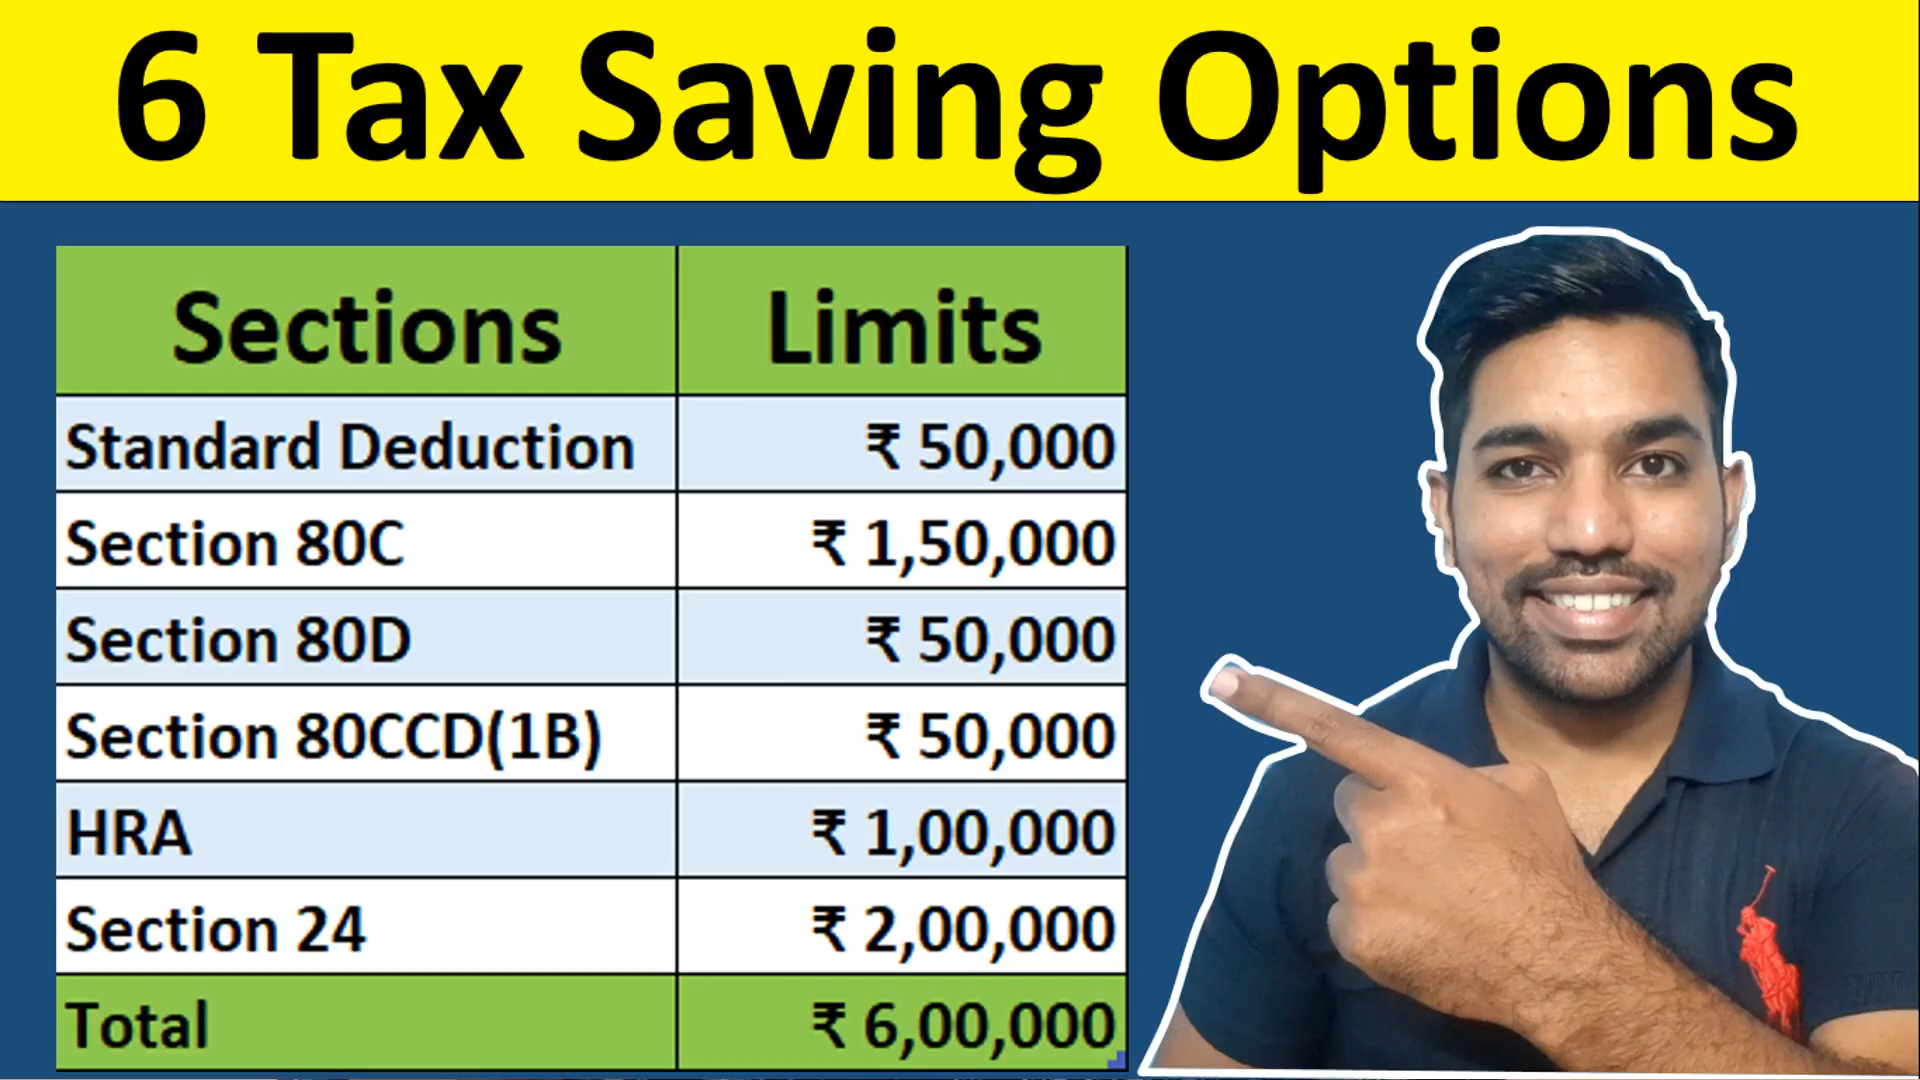 6 Tax Saving Options
Sections Limits
Standard Deduction ₹ 50,000
Section 80C ₹ 1,50,000
Section 80D ₹ 50,000
Section 80CCD(1B) ₹ 50,000
HRA ₹ 1,00,000
Section 24 ₹ 2,00,000
Total ₹ 6,00,000